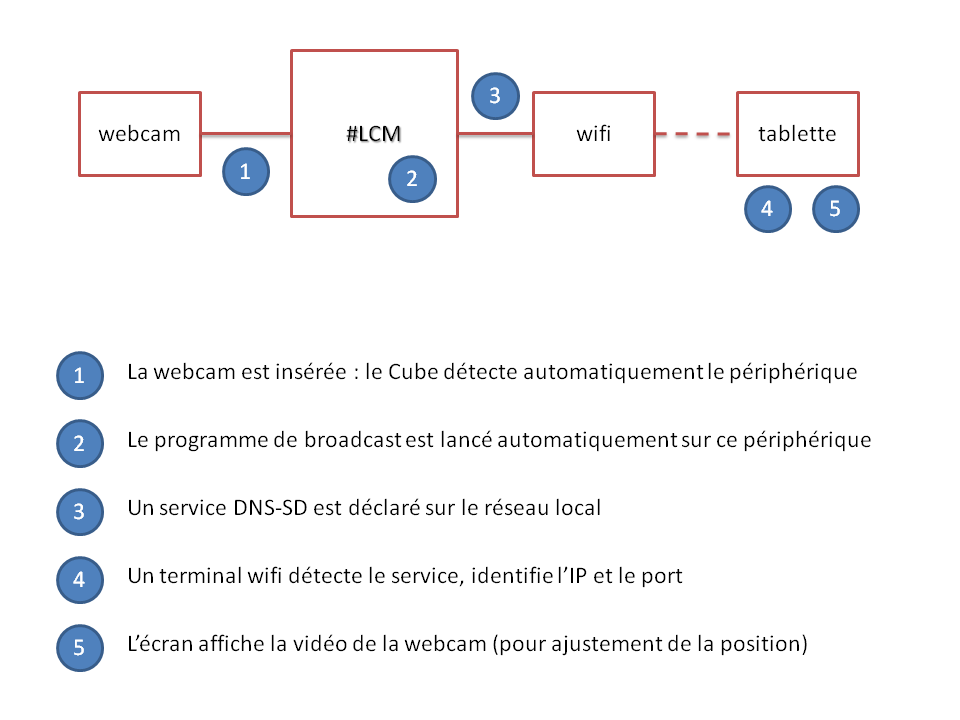 webcam
#LCM
wifi
tablette
3
1
2
4
5
1 La webcam est insérée : le Cube détecte automatiquement le périphérique
2 Le programme de broadcast est lancé automatiquement sur ce périphérique
3 Un service DNS-SD est déclaré sur le réseau local
4 Un terminal wifi détecte le service, identifie l’IP et le port
5 L’écran affiche la vidéo de la webcam (pour ajustement de la position)